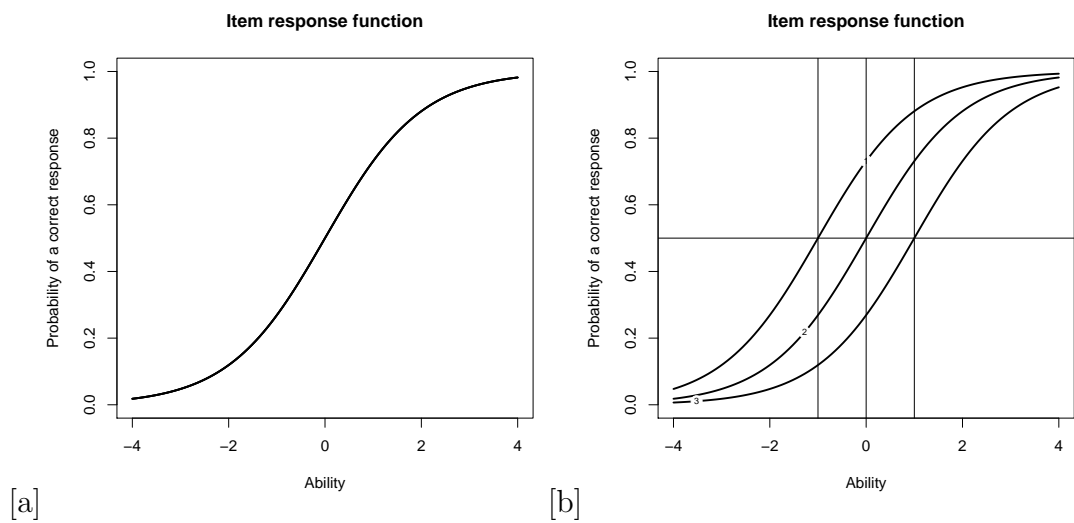 Item response function
1.0
0.8
0.6
0.4
0.2
0.0
Probability of a correct response
−4 −2 0 2 4
Ability
[a]
Item response function
1.0
0.8
0.6
0.4
0.2
0.0
Probability of a correct response
2
3
−4 −2 0 2 4
Ability
[b]